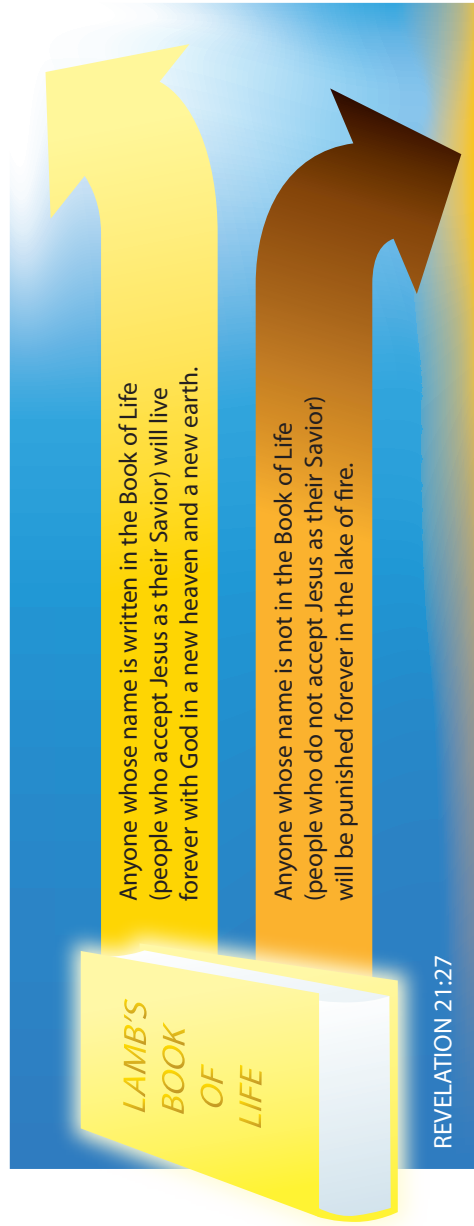 LAMB'S
BOOK
OF
LIFE
Anyone whose name is written in the Book of Life
(people who accept Jesus as their Savior) will live
forever with God in a new heaven and a new earth.
Anyone whose name is not in the Book of Life
(people who do not accept Jesus as their Savior)
will be punished forever in the lake of fire.
REVELATION 21:27